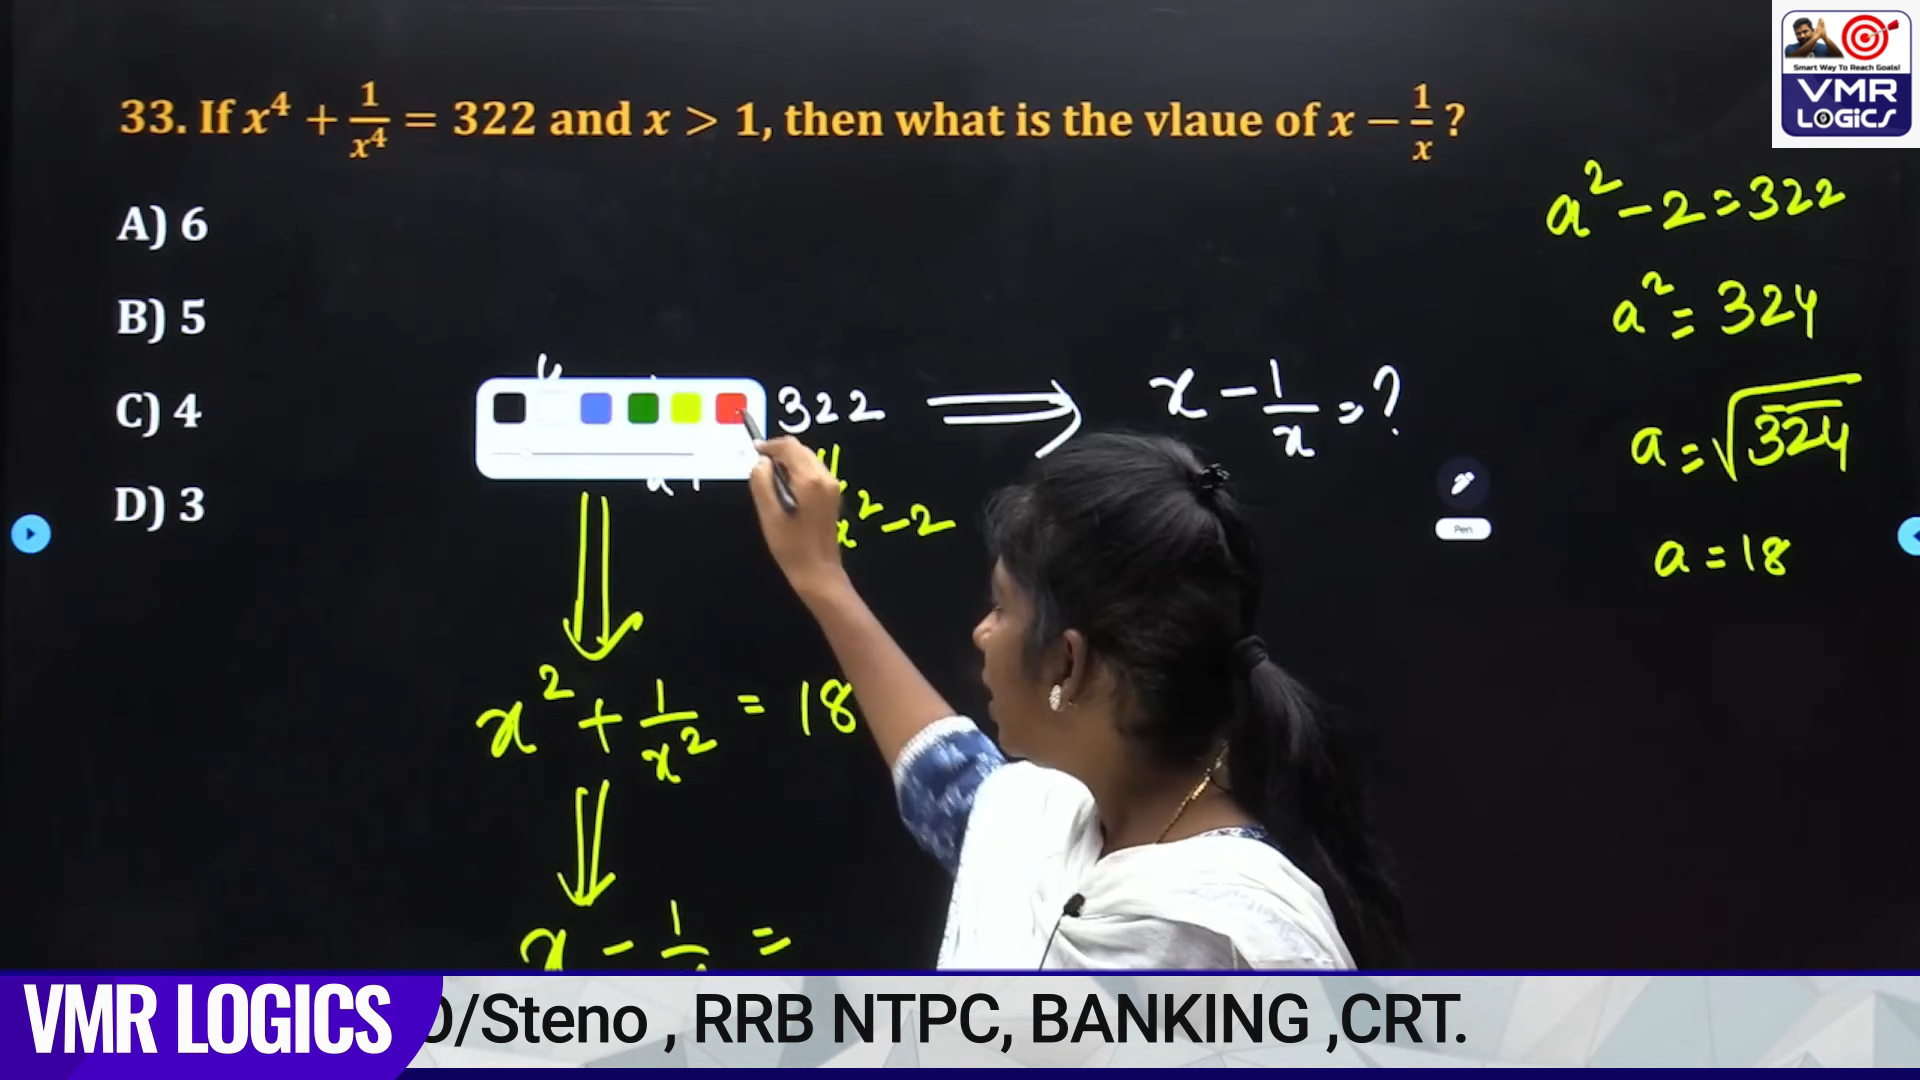 33. If x⁴ + 1/x⁴ = 322 and x > 1, then what is the vlaue of x − 1/x ?
A) 6
B) 5
C) 4
D) 3
322 ⟹ x − 1/x = ?
x² − 2
x² + 1/x² = 18
x − 1/x =
a² − 2 = 322
a² = 324
a = √324
a = 18
Pen
Smart Way To Reach Goals!
VMR
LOGICS
VMR LOGICS
/Steno , RRB NTPC, BANKING ,CRT.